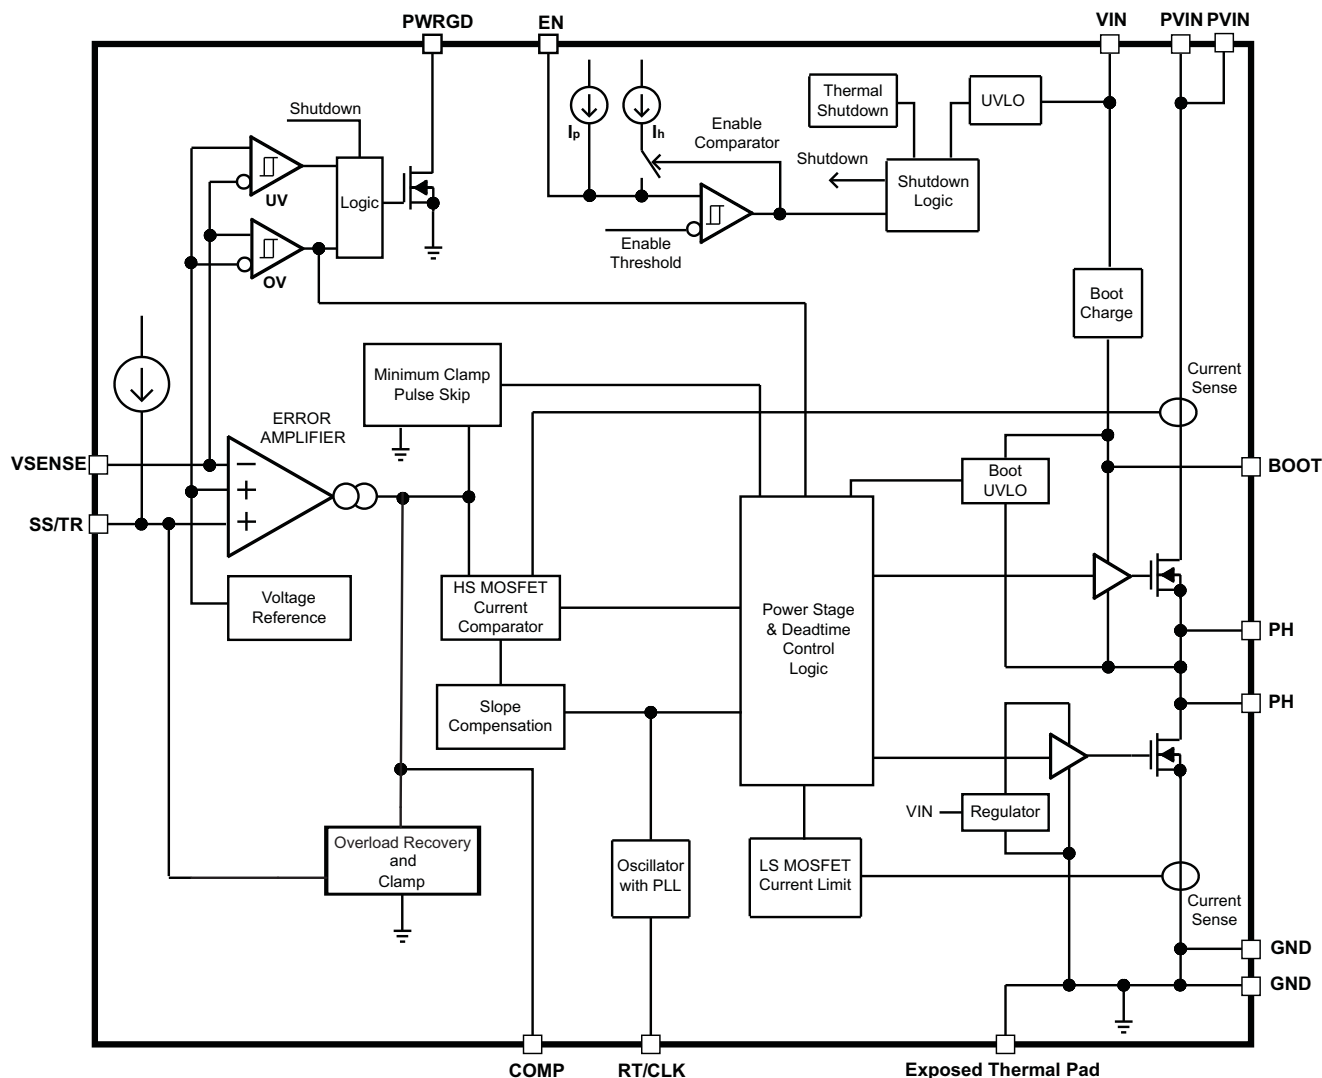 PWRGD
EN
VIN
PVIN
PVIN
Shutdown
UV
Logic
OV
Ip
Ih
Enable
Comparator
Enable
Threshold
Thermal
Shutdown
UVLO
Shutdown
Shutdown
Logic
Boot
Charge
Current
Sense
Minimum Clamp
Pulse Skip
ERROR
AMPLIFIER
VSENSE
−
+
SS/TR
+
Boot
UVLO
BOOT
Voltage
Reference
HS MOSFET
Current
Comparator
Power Stage
& Deadtime
Control
Logic
PH
Slope
Compensation
PH
VIN
Regulator
Overload Recovery
and
Clamp
Oscillator
with PLL
LS MOSFET
Current Limit
Current
Sense
GND
GND
COMP
RT/CLK
Exposed Thermal Pad